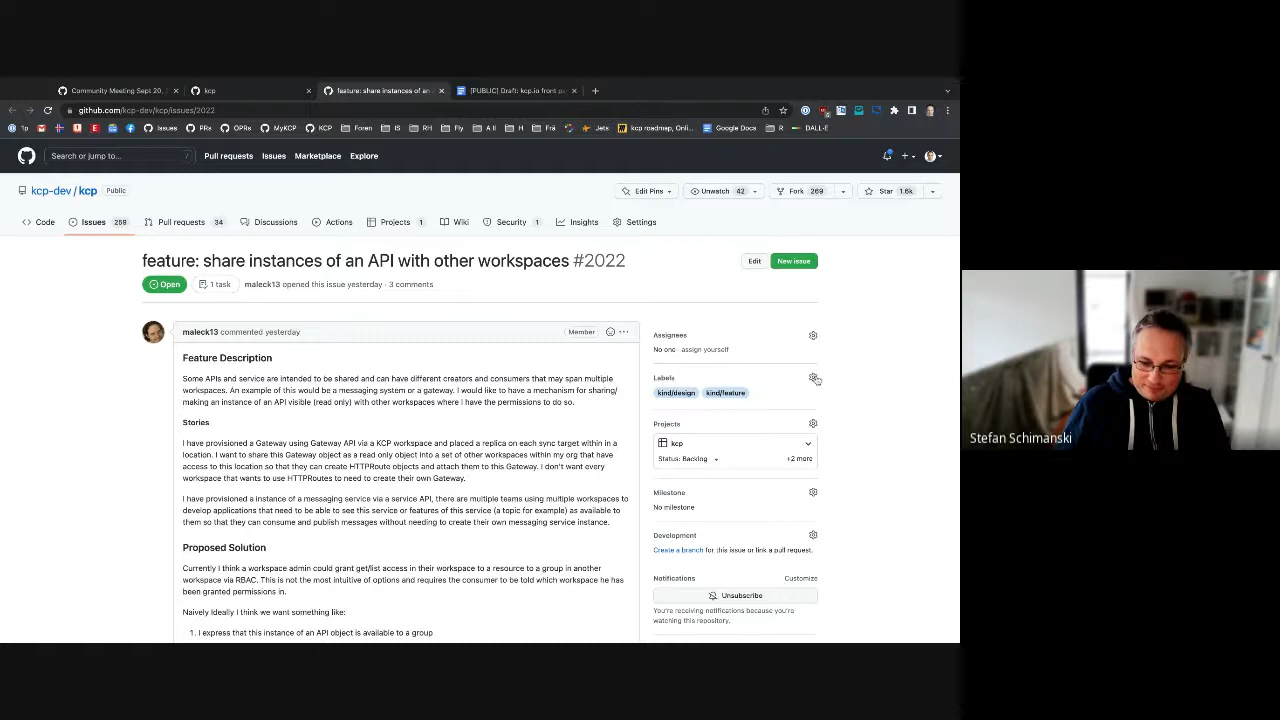 Community Meeting Sept 20,
kcp
feature: share instances of an
[PUBLIC] Draft: kcp.io front pa
github.com/kcp-dev/kcp/issues/2022
1p
Issues
PRs
OPRs
MyKCP
KCP
Foren
IS
RH
Fly
A II
H
Frä
Jets
kcp roadmap, Onl...
Google Docs
R
DALL·E
Search or jump to...
/
Pull requests
Issues
Marketplace
Explore
kcp-dev / kcp
Public
Edit Pins
Unwatch 42
Fork 269
Star 1.6k
Code
Issues 259
Pull requests 34
Discussions
Actions
Projects 1
Wiki
Security 1
Insights
Settings
feature: share instances of an API with other workspaces #2022
Edit
New issue
Open
1 task
maleck13 opened this issue yesterday · 3 comments
maleck13 commented yesterday
Member
Feature Description
Some APIs and service are intended to be shared and can have different creators and consumers that may span multiple
workspaces. An example of this would be a messaging system or a gateway. I would like to have a mechanism for sharing/
making an instance of an API visible (read only) with other workspaces where I have the permissions to do so.
Stories
I have provisioned a Gateway using Gateway API via a KCP workspace and placed a replica on each sync target within in a
location. I want to share this Gateway object as a read only object into a set of other workspaces within my org that have
access to this location so that they can create HTTPRoute objects and attach them to this Gateway. I don't want every
workspace that wants to use HTTPRoutes to need to create their own Gateway.
I have provisioned a instance of a messaging service via a service API, there are multiple teams using multiple workspaces to
develop applications that need to be able to see this service or features of this service (a topic for example) as available to
them so that they can consume and publish messages without needing to create their own messaging service instance.
Proposed Solution
Currently I think a workspace admin could grant get/list access in their workspace to a resource to a group in another
workspace via RBAC. This is not the most intuitive of options and requires the consumer to be told which workspace he has
been granted permissions in.
Naively Ideally I think we want something like:
1. I express that this instance of an API object is available to a group
Assignees
No one—assign yourself
Labels
kind/design
kind/feature
Projects
kcp
Status: Backlog
+2 more
Milestone
No milestone
Development
Create a branch for this issue or link a pull request.
Notifications
Customize
Unsubscribe
You're receiving notifications because you're
watching this repository.
Stefan Schimanski